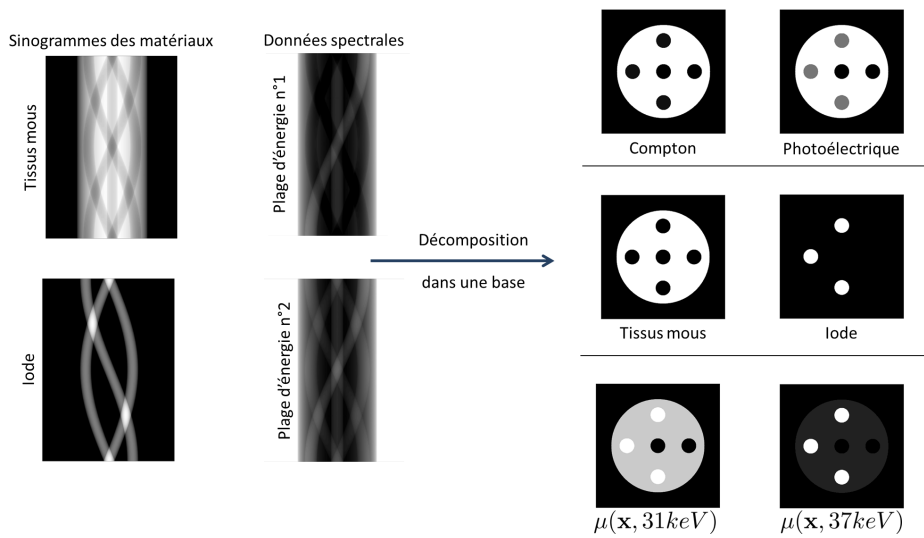 Sinogrammes des matériaux
Tissus mous
Iode
Données spectrales
Plage d'énergie n°1
Plage d'énergie n°2
Décomposition
dans une base
Compton
Photoélectrique
Tissus mous
Iode
μ(x, 31keV)
μ(x, 37keV)